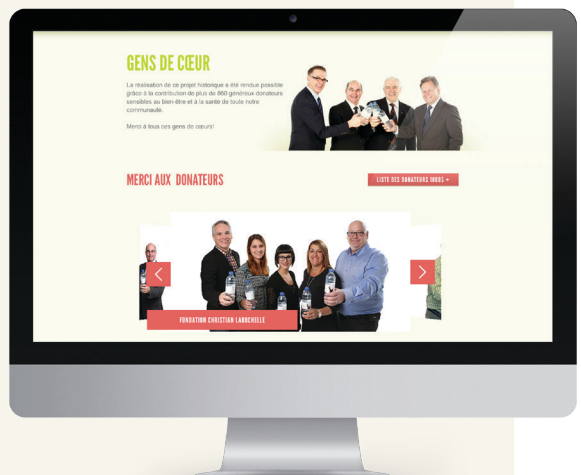 GENS DE CŒUR
La réalisation de ce projet historique a été rendue possible
grâce à la contribution de plus de 860 généreux donateurs
sensibles au bien-être et à la santé de toute notre
communauté.
Merci à tous ces gens de cœurs!
MERCI AUX DONATEURS
LISTE DES DONATEURS 1000$ +
FONDATION CHRISTIAN LAROCHELLE